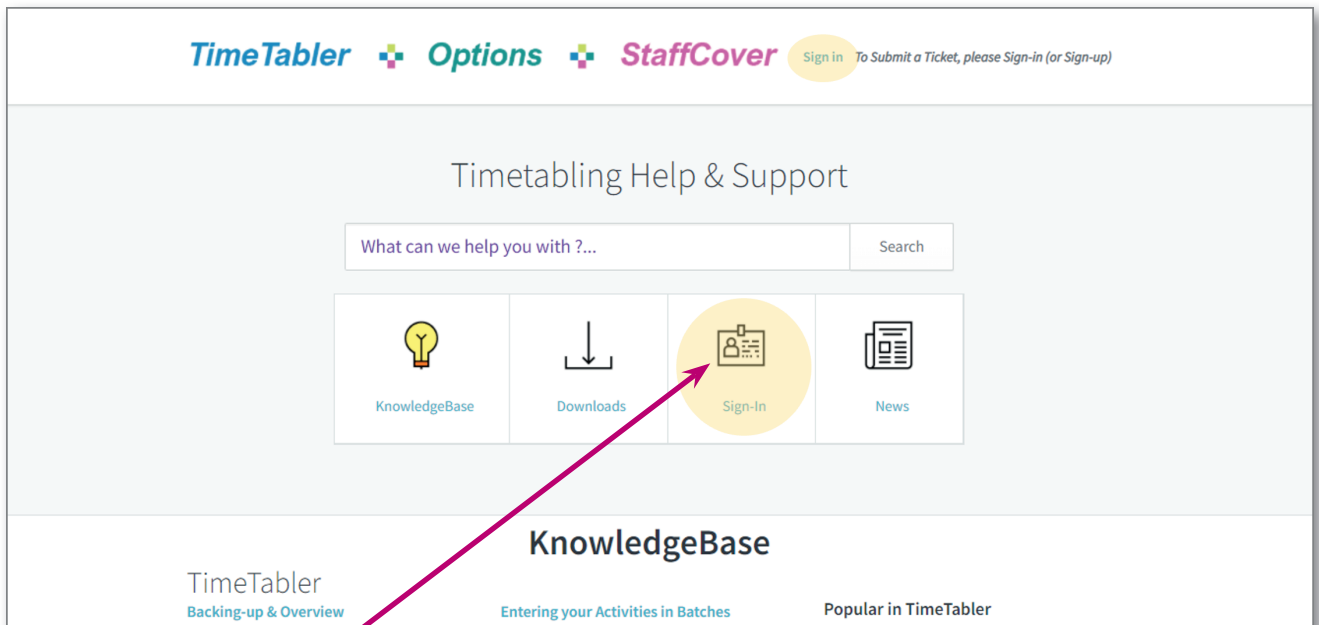 TimeTabler Options StaffCover Sign in To Submit a Ticket, please Sign-in (or Sign-up)
Timetabling Help & Support
What can we help you with ?... Search
KnowledgeBase Downloads Sign-In News
KnowledgeBase
TimeTabler
Backing-up & Overview Entering your Activities in Batches Popular in TimeTabler